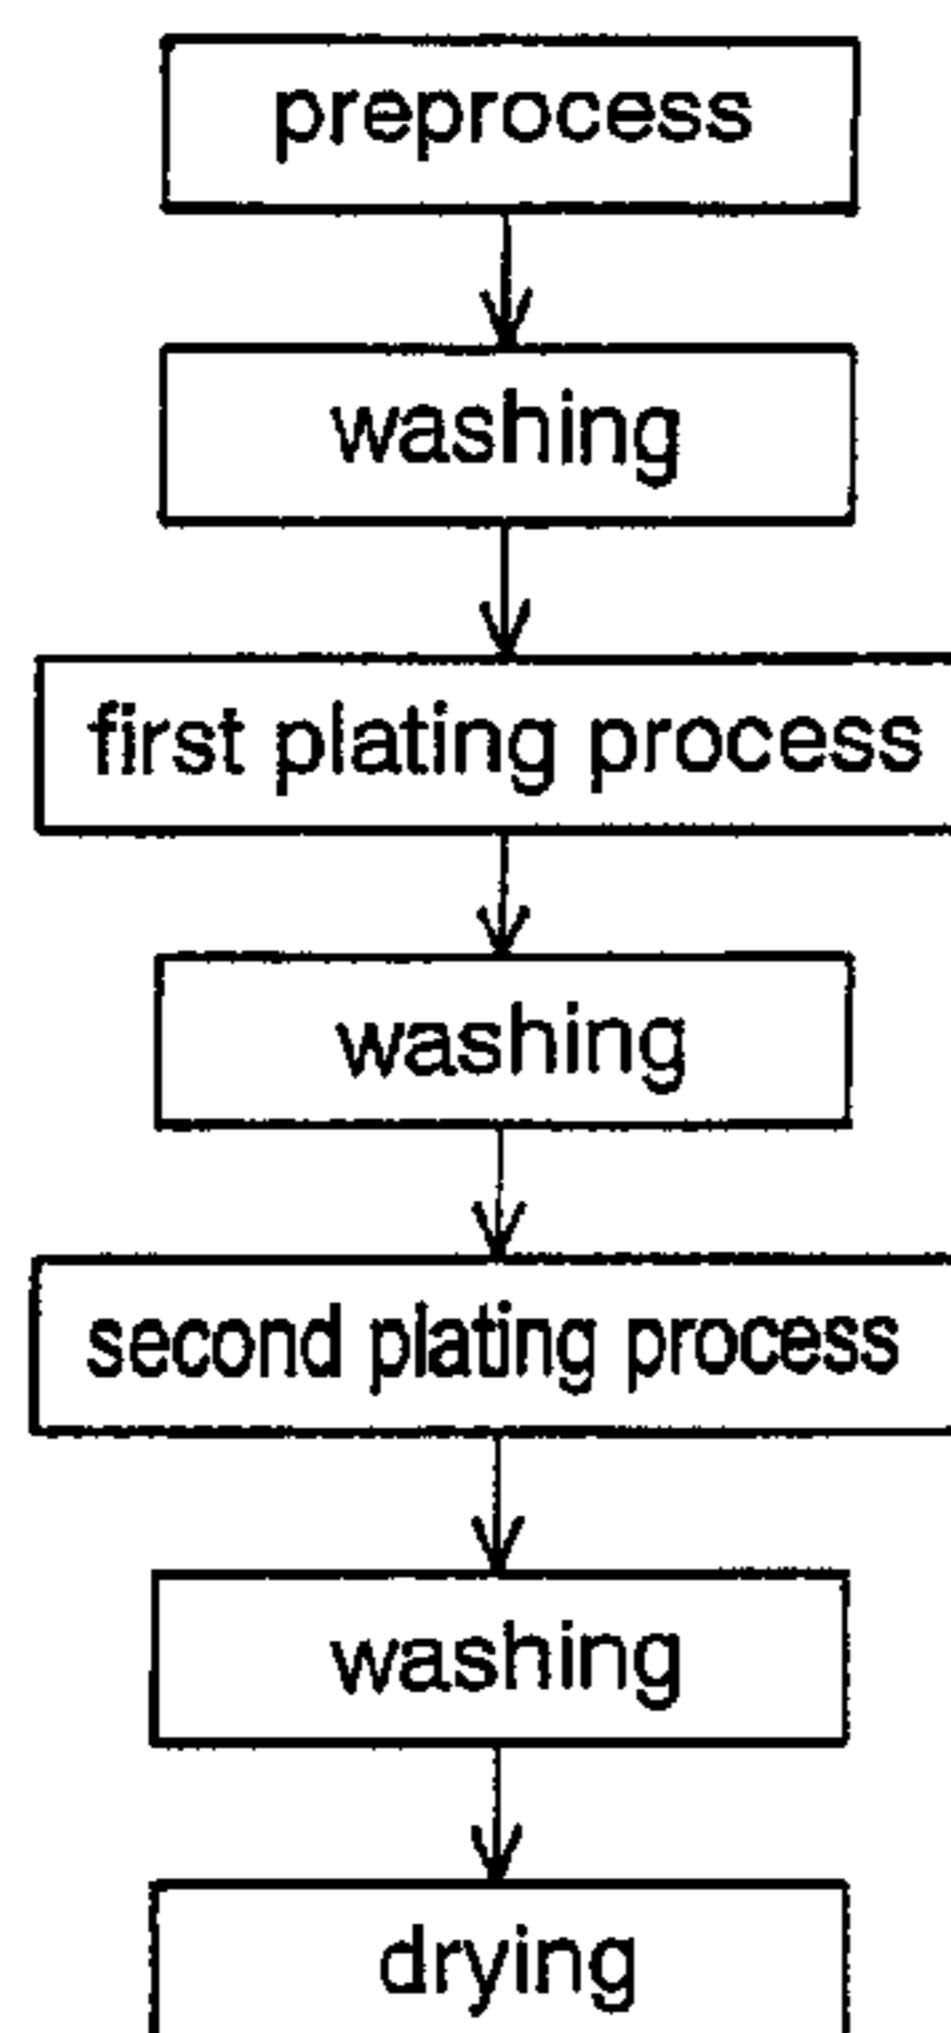 preprocess
washing
first plating process
washing
second plating process
washing
drying